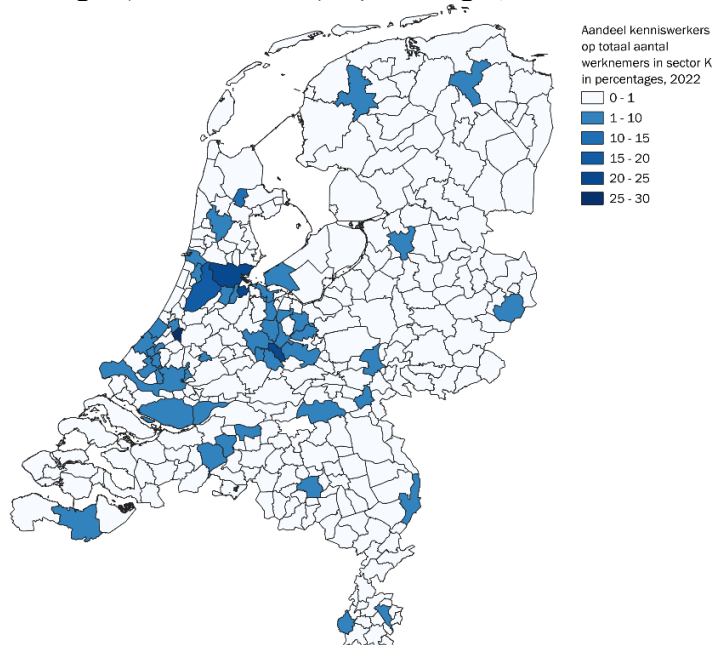 Aandeel kenniswerkers
op totaal aantal
werknemers in sector K
in percentages, 2022
0 - 1
1 - 10
10 - 15
15 - 20
20 - 25
25 - 30